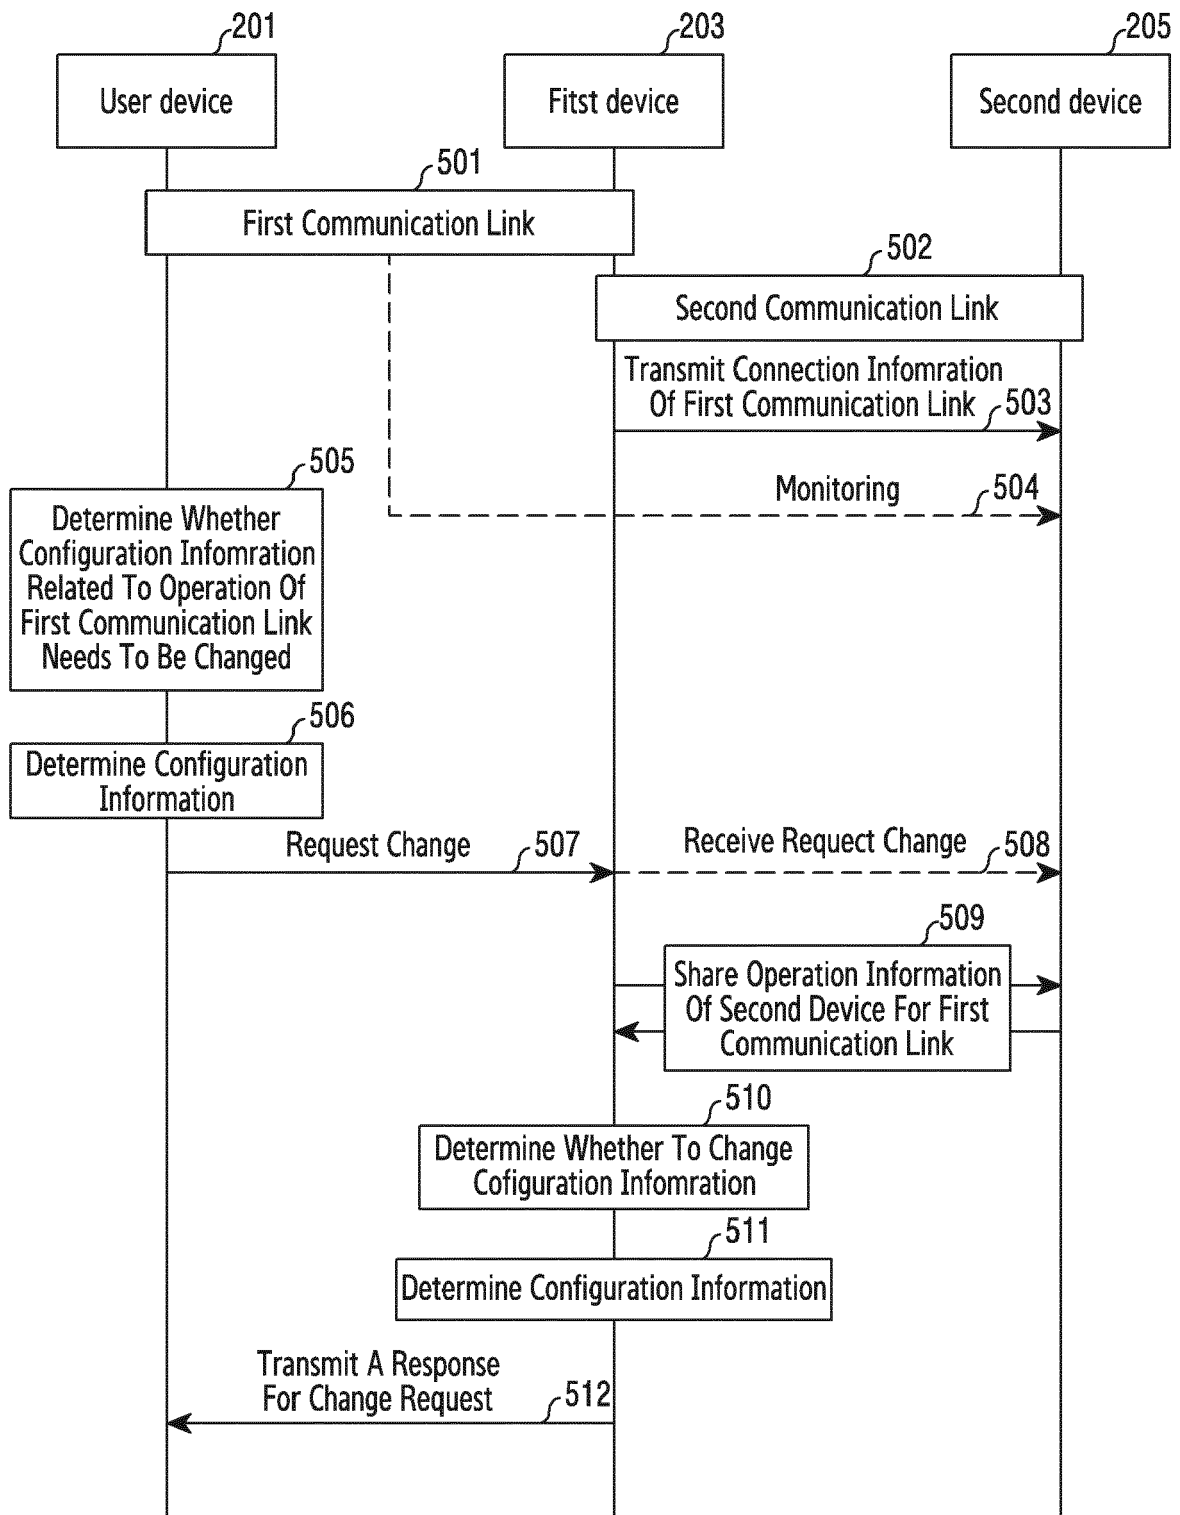 201
203
205
User device
Fitst device
Second device
501
First Communication Link
502
Second Communication Link
Transmit Connection Infomration
Of First Communication Link
503
Monitoring
504
505
Determine Whether
Configuration Infomration
Related To Operation Of
First Communication Link
Needs To Be Changed
506
Determine Configuration
Information
Request Change
507
Receive Requect Change
508
509
Share Operation Information
Of Second Device For First
Communication Link
510
Determine Whether To Change
Cofiguration Infomration
511
Determine Configuration Information
Transmit A Response
For Change Request
512